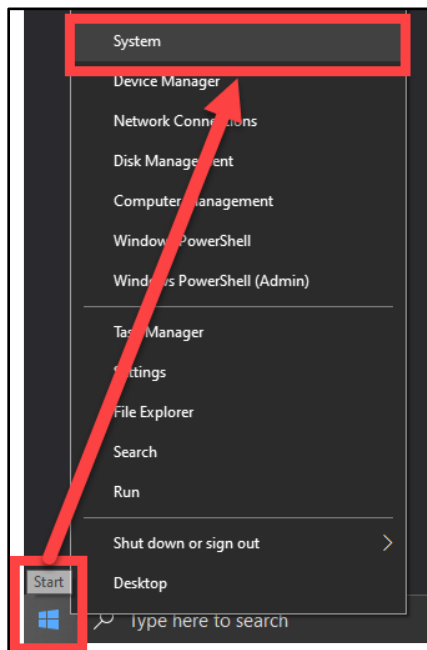 System
Device Manager
Network Connections
Disk Management
Computer Management
Windows PowerShell
Windows PowerShell (Admin)
Task Manager
Settings
File Explorer
Search
Run
Shut down or sign out
Desktop
Start
Type here to search